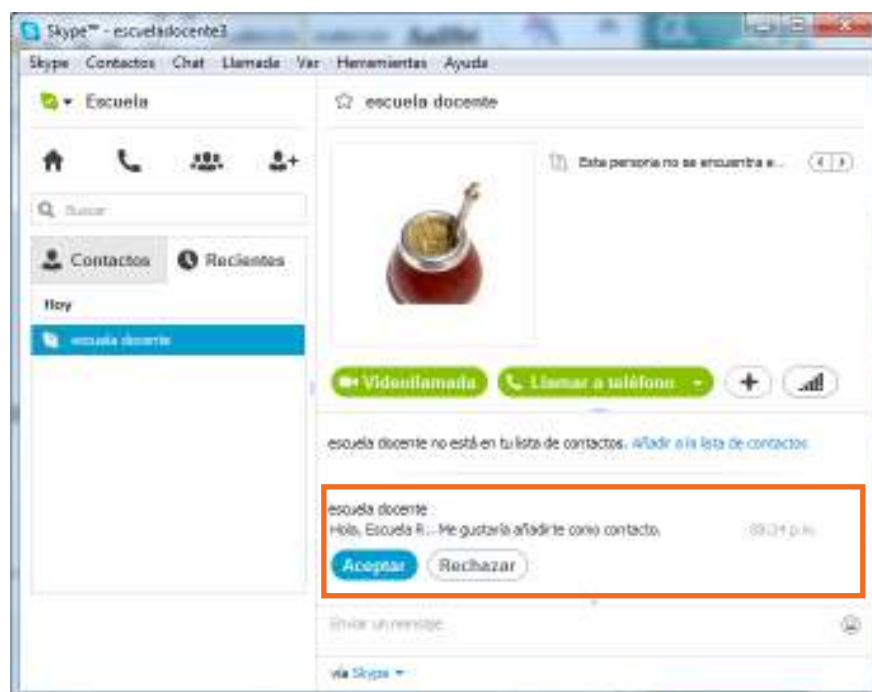 Skype™ - escueladocente3
Skype Contactos Chat Llamada Ver Herramientas Ayuda
Escuela
escuela docente
Esta persona no se encuentra e...
Buscar
Contactos Recientes
Hoy
escuela docente
Videollamada Llamar a teléfono
escuela docente no está en tu lista de contactos. Añadir a la lista de contactos
escuela docente
Hola, Escuela R... Me gustaría añadirte como contacto.
p.m.
Aceptar Rechazar
Enviar un mensaje
vía Skype